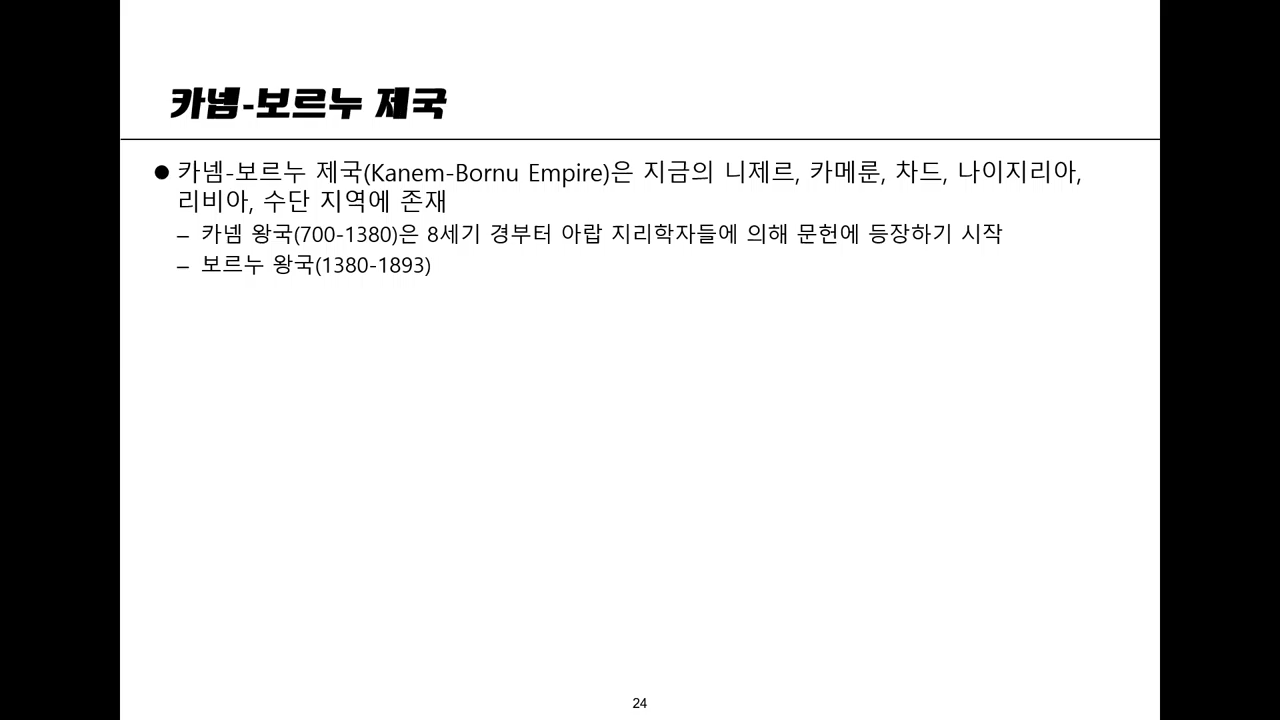 카넴-보르누 제국
● 카넴-보르누 제국(Kanem-Bornu Empire)은 지금의 니제르, 카메룬, 차드, 나이지리아,
리비아, 수단 지역에 존재
– 카넴 왕국(700-1380)은 8세기 경부터 아랍 지리학자들에 의해 문헌에 등장하기 시작
– 보르누 왕국(1380-1893)
24